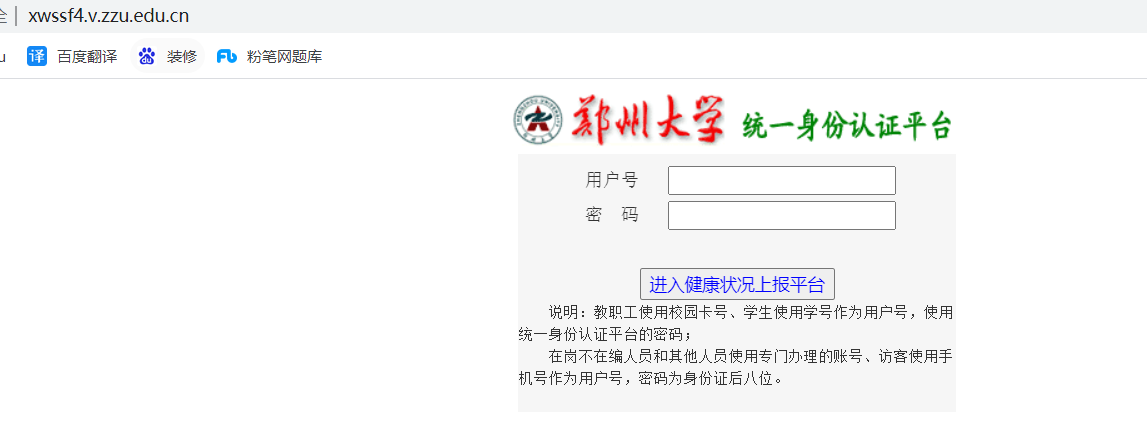 xwssf4.v.zzu.edu.cn
u 译 百度翻译 du 装修 粉笔网题库
郑州大学 统一身份认证平台
用户号
密 码
进入健康状况上报平台
说明：教职工使用校园卡号、学生使用学号作为用户号，使用
统一身份认证平台的密码；
在岗不在编人员和其他人员使用专门办理的账号、访客使用手
机号作为用户号，密码为身份证后八位。